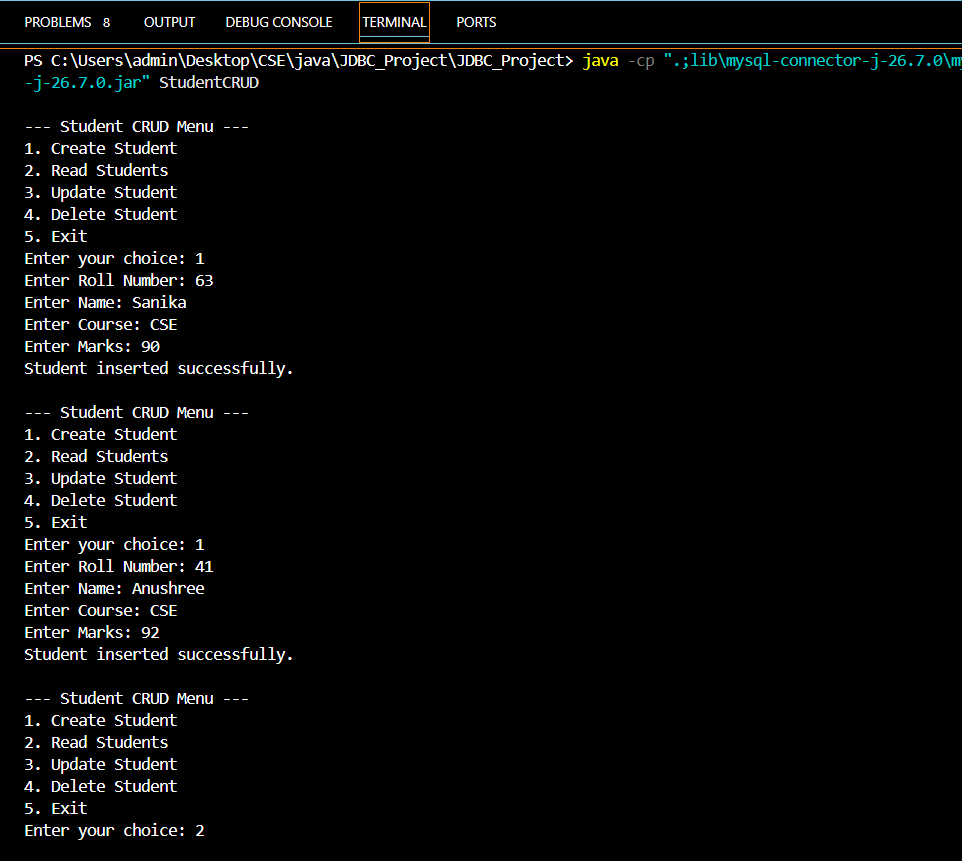 PROBLEMS 8 OUTPUT DEBUG CONSOLE TERMINAL PORTS
PS C:\Users\admin\Desktop\CSE\java\JDBC_Project\JDBC_Project> java -cp ".;lib\mysql-connector-j-26.7.0\my
-j-26.7.0.jar" StudentCRUD
--- Student CRUD Menu ---
1. Create Student
2. Read Students
3. Update Student
4. Delete Student
5. Exit
Enter your choice: 1
Enter Roll Number: 63
Enter Name: Sanika
Enter Course: CSE
Enter Marks: 90
Student inserted successfully.
--- Student CRUD Menu ---
1. Create Student
2. Read Students
3. Update Student
4. Delete Student
5. Exit
Enter your choice: 1
Enter Roll Number: 41
Enter Name: Anushree
Enter Course: CSE
Enter Marks: 92
Student inserted successfully.
--- Student CRUD Menu ---
1. Create Student
2. Read Students
3. Update Student
4. Delete Student
5. Exit
Enter your choice: 2